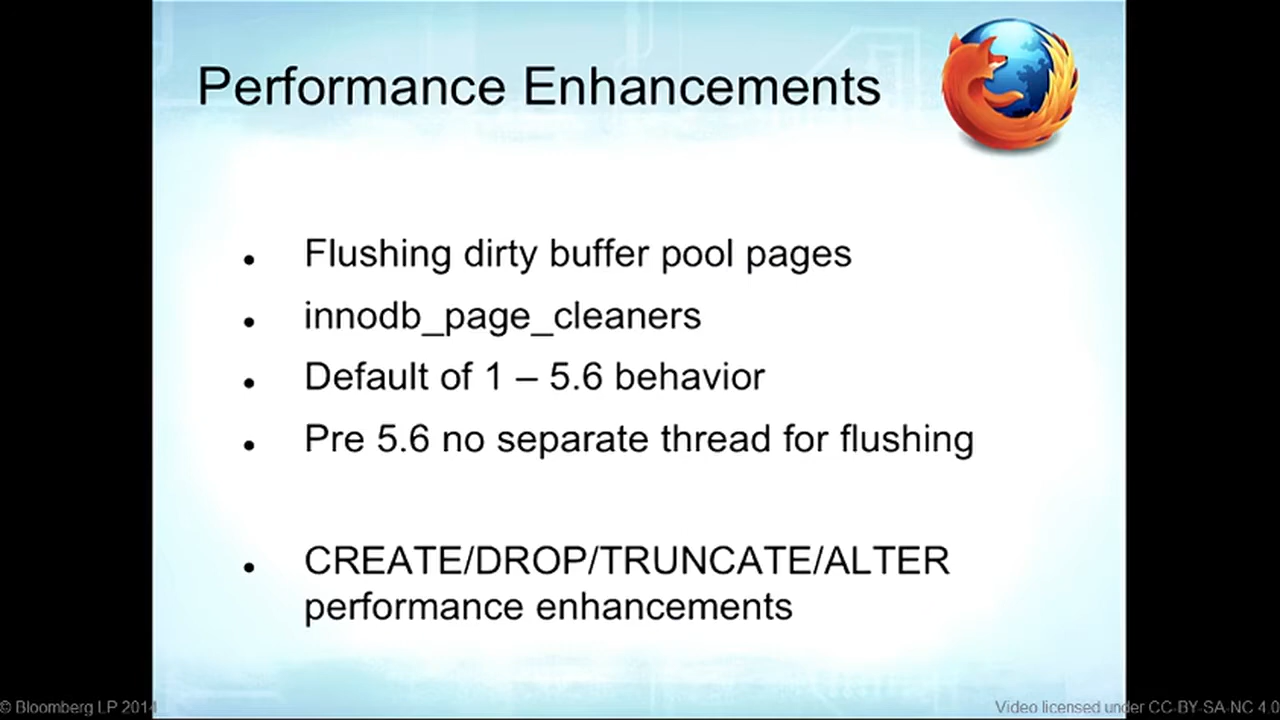 Performance Enhancements
Flushing dirty buffer pool pages
innodb_page_cleaners
Default of 1 – 5.6 behavior
Pre 5.6 no separate thread for flushing
CREATE/DROP/TRUNCATE/ALTER
performance enhancements
© Bloomberg LP 2014
Video licensed under CC-BY-SA-NC 4.0